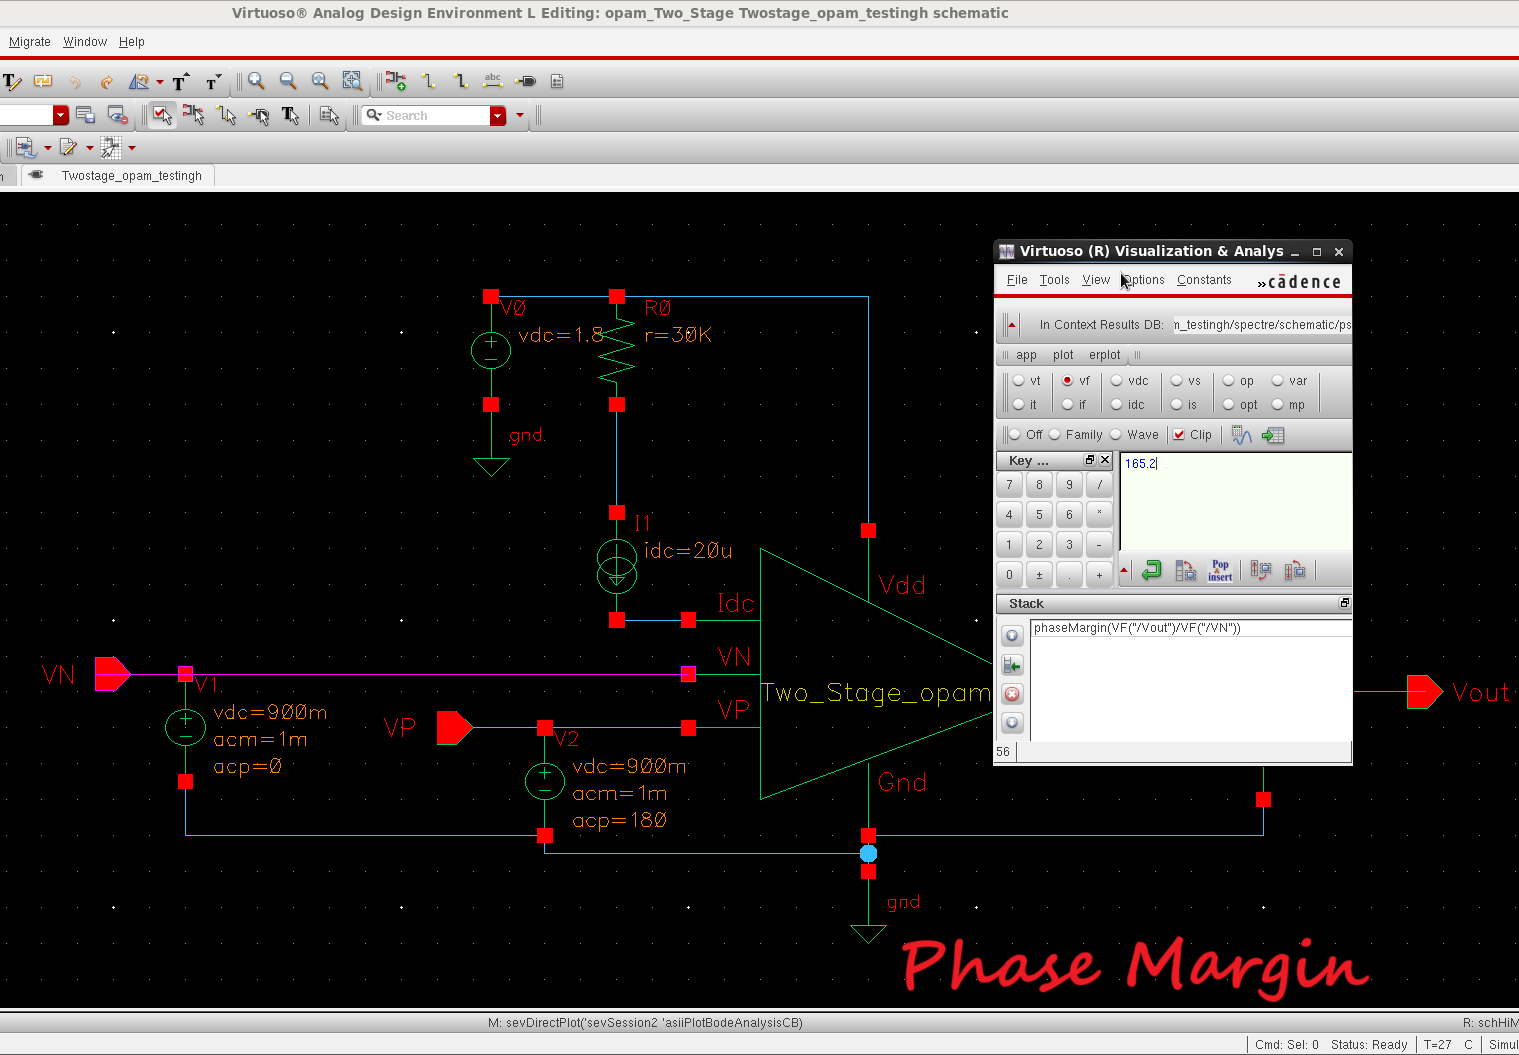 Virtuoso® Analog Design Environment L Editing: opam_Two_Stage Twostage_opam_testingh schematic
Migrate Window Help
abc
Search
Twostage_opam_testingh
Virtuoso (R) Visualization & Analys
File Tools View Options Constants cādence
In Context Results DB: n_testingh/spectre/schematic/ps
app plot erplot
vt vf vdc vs op var
it if idc is opt mp
Off Family Wave Clip
Key ...
165.2
7 8 9 /
4 5 6 *
1 2 3 -
0 ± . +
Pop insert
Stack
phaseMargin(VF("/Vout")/VF("/VN"))
56
V0
vdc=1.8
gnd
R0
r=30K
I1
idc=20u
Idc
Vdd
VN
VN
V1
vdc=900m
acm=1m
acp=0
VP
VP
V2
vdc=900m
acm=1m
acp=180
Two_Stage_opam
Gnd
gnd
Vout
Phase Margin
M: sevDirectPlot('sevSession2 'asiiPlotBodeAnalysisCB)
R: schHiM
Cmd: Sel: 0 Status: Ready T=27 C Simul